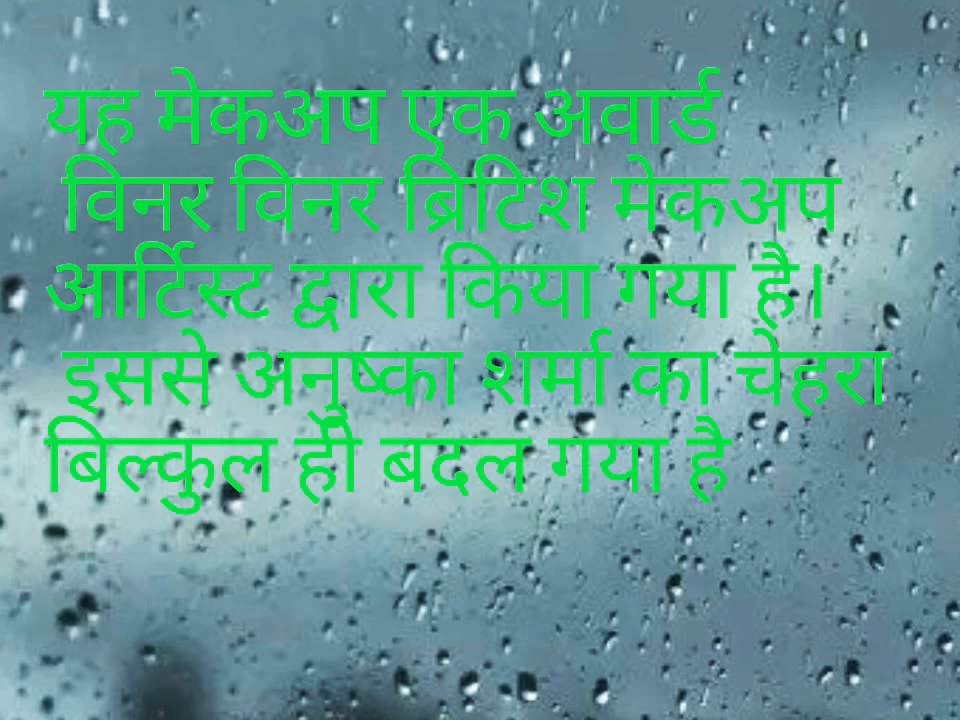 यह मेकअप एक अवार्ड
विनर विनर ब्रिटिश मेकअप
आर्टिस्ट द्वारा किया गया है।
इससे अनुष्का शर्मा का चेहरा
बिल्कुल ही बदल गया है